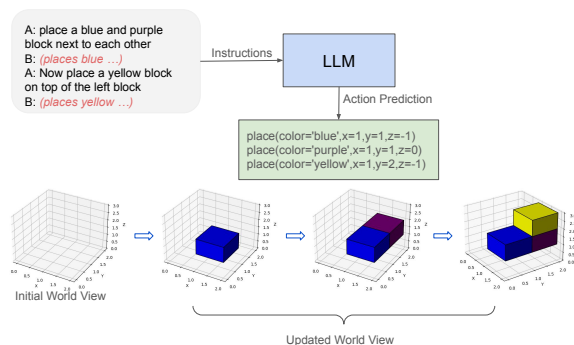 A: place a blue and purple
block next to each other
B: (places blue ...)
A: Now place a yellow block
on top of the left block
B: (places yellow ...)
Instructions
LLM
Action Prediction
place(color='blue',x=1,y=1,z=-1)
place(color='purple',x=1,y=1,z=0)
place(color='yellow',x=1,y=2,z=-1)
Initial World View
Updated World View